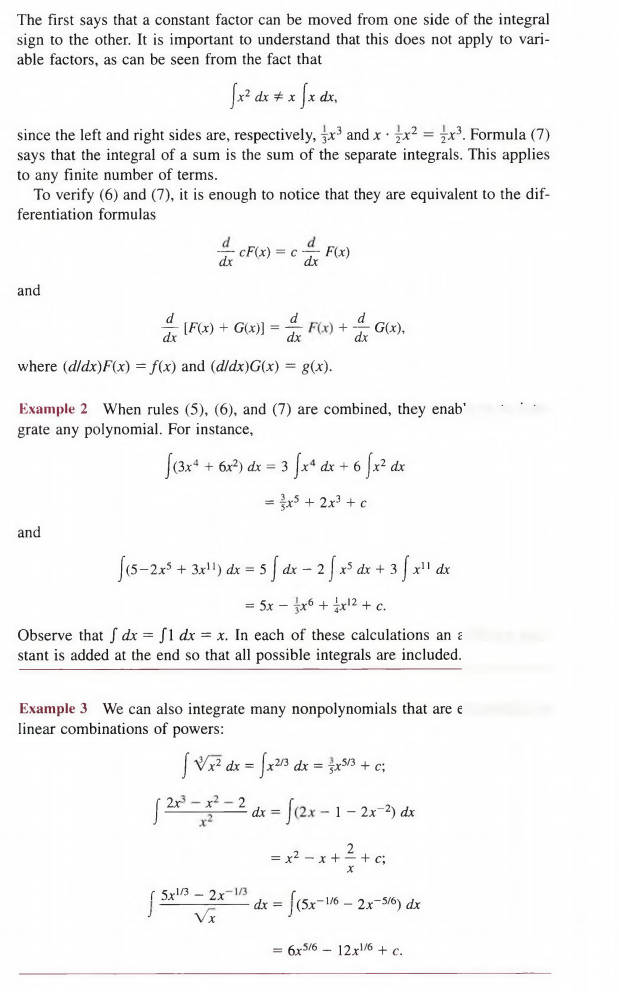 The first says that a constant factor can be moved from one side of the integral
sign to the other. It is important to understand that this does not apply to vari-
able factors, as can be seen from the fact that
∫x² dx ≠ x ∫x dx,
since the left and right sides are, respectively, ⅓x³ and x · ½x² = ½x³. Formula (7)
says that the integral of a sum is the sum of the separate integrals. This applies
to any finite number of terms.
To verify (6) and (7), it is enough to notice that they are equivalent to the dif-
ferentiation formulas
d/dx cF(x) = c d/dx F(x)
and
d/dx [F(x) + G(x)] = d/dx F(x) + d/dx G(x),
where (d/dx)F(x) = f(x) and (d/dx)G(x) = g(x).
Example 2 When rules (5), (6), and (7) are combined, they
grate any polynomial. For instance,
∫(3x⁴ + 6x²) dx = 3 ∫x⁴ dx + 6 ∫x² dx
= ⅗x⁵ + 2x³ + c
and
∫(5−2x⁵ + 3x¹¹) dx = 5 ∫ dx − 2 ∫ x⁵ dx + 3 ∫ x¹¹ dx
= 5x − ⅓x⁶ + ¼x¹² + c.
Observe that ∫ dx = ∫1 dx = x. In each of these calculations an
stant is added at the end so that all possible integrals are included.
Example 3 We can also integrate many nonpolynomials that are
linear combinations of powers:
∫ ∛x² dx = ∫x^(2/3) dx = ⅗x^(5/3) + c;
∫ (2x³ − x² − 2)/x² dx = ∫(2x − 1 − 2x⁻²) dx
= x² − x + 2/x + c;
∫ (5x^(1/3) − 2x^(−1/3))/√x dx = ∫(5x^(−1/6) − 2x^(−5/6)) dx
= 6x^(5/6) − 12x^(1/6) + c.